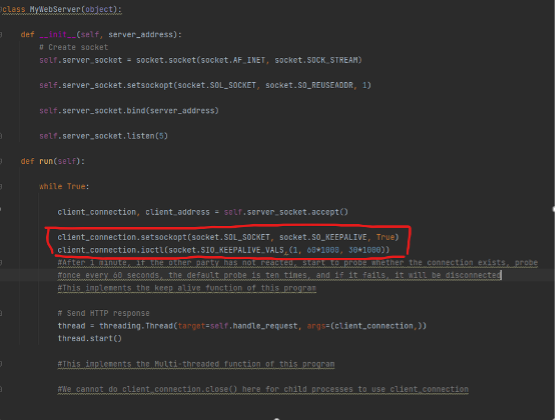 class MyWebServer(object):
def __init__(self, server_address):
# Create socket
self.server_socket = socket.socket(socket.AF_INET, socket.SOCK_STREAM)
self.server_socket.setsockopt(socket.SOL_SOCKET, socket.SO_REUSEADDR, 1)
self.server_socket.bind(server_address)
self.server_socket.listen(5)
def run(self):
while True:
client_connection, client_address = self.server_socket.accept()
client_connection.setsockopt(socket.SOL_SOCKET, socket.SO_KEEPALIVE, True)
client_connection.ioctl(socket.SIO_KEEPALIVE_VALS,(1, 60*1000, 30*1000))
#After 1 minute, if the other party has not reacted, start to probe whether the connection exists, probe
#once every 60 seconds, the default probe is ten times, and if it fails, it will be disconnected
#This implements the keep alive function of this program
# Send HTTP response
thread = threading.Thread(target=self.handle_request, args=(client_connection,))
thread.start()
#This implements the Multi-threaded function of this program
#We cannot do client_connection.close() here for child processes to use client_connection